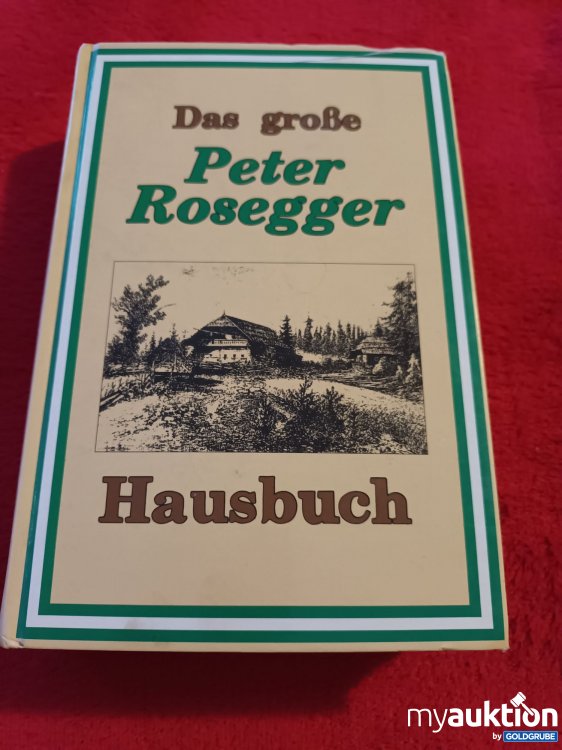 Das große
Peter
Rosegger
Hausbuch
myauktion
by GOLDGRUBE